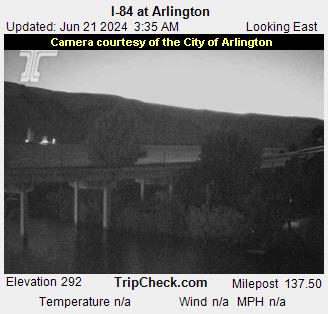 I-84 at Arlington
Updated: Jun 21 2024 3:35 AM Looking East
Camera courtesy of the City of Arlington
Elevation 292 TripCheck.com Milepost 137.50
Temperature n/a Wind n/a MPH n/a